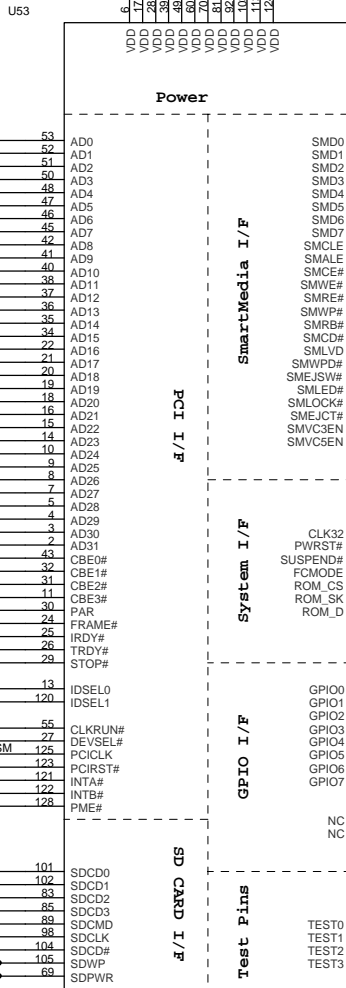 U53
6
17
28
39
49
60
70
81
92
10
11
12
VDD
VDD
VDD
VDD
VDD
VDD
VDD
VDD
VDD
VDD
VDD
VDD
Power
53 AD0
52 AD1
51 AD2
50 AD3
48 AD4
47 AD5
46 AD6
45 AD7
42 AD8
41 AD9
40 AD10
38 AD11
37 AD12
36 AD13
35 AD14
34 AD15
22 AD16
21 AD17
20 AD18
19 AD19
18 AD20
16 AD21
15 AD22
14 AD23
10 AD24
9 AD25
8 AD26
7 AD27
5 AD28
4 AD29
3 AD30
2 AD31
43 CBE0#
32 CBE1#
31 CBE2#
11 CBE3#
30 PAR
24 FRAME#
25 IRDY#
26 TRDY#
29 STOP#
13 IDSEL0
120 IDSEL1
55 CLKRUN#
27 DEVSEL#
SM 125 PCICLK
123 PCIRST#
121 INTA#
122 INTB#
128 PME#
PCI I/F
101 SDCD0
102 SDCD1
83 SDCD2
85 SDCD3
89 SDCMD
98 SDCLK
104 SDCD#
105 SDWP
69 SDPWR
SD CARD I/F
SmartMedia I/F
SMD0
SMD1
SMD2
SMD3
SMD4
SMD5
SMD6
SMD7
SMCLE
SMALE
SMCE#
SMWE#
SMRE#
SMWP#
SMRB#
SMCD#
SMLVD
SMWPD#
SMEJSW#
SMLED#
SMLOCK#
SMEJCT#
SMVC3EN
SMVC5EN
System I/F
CLK32
PWRST#
SUSPEND#
FCMODE
ROM_CS
ROM_SK
ROM_D
GPIO I/F
GPIO0
GPIO1
GPIO2
GPIO3
GPIO4
GPIO5
GPIO6
GPIO7
NC
NC
Test Pins
TEST0
TEST1
TEST2
TEST3